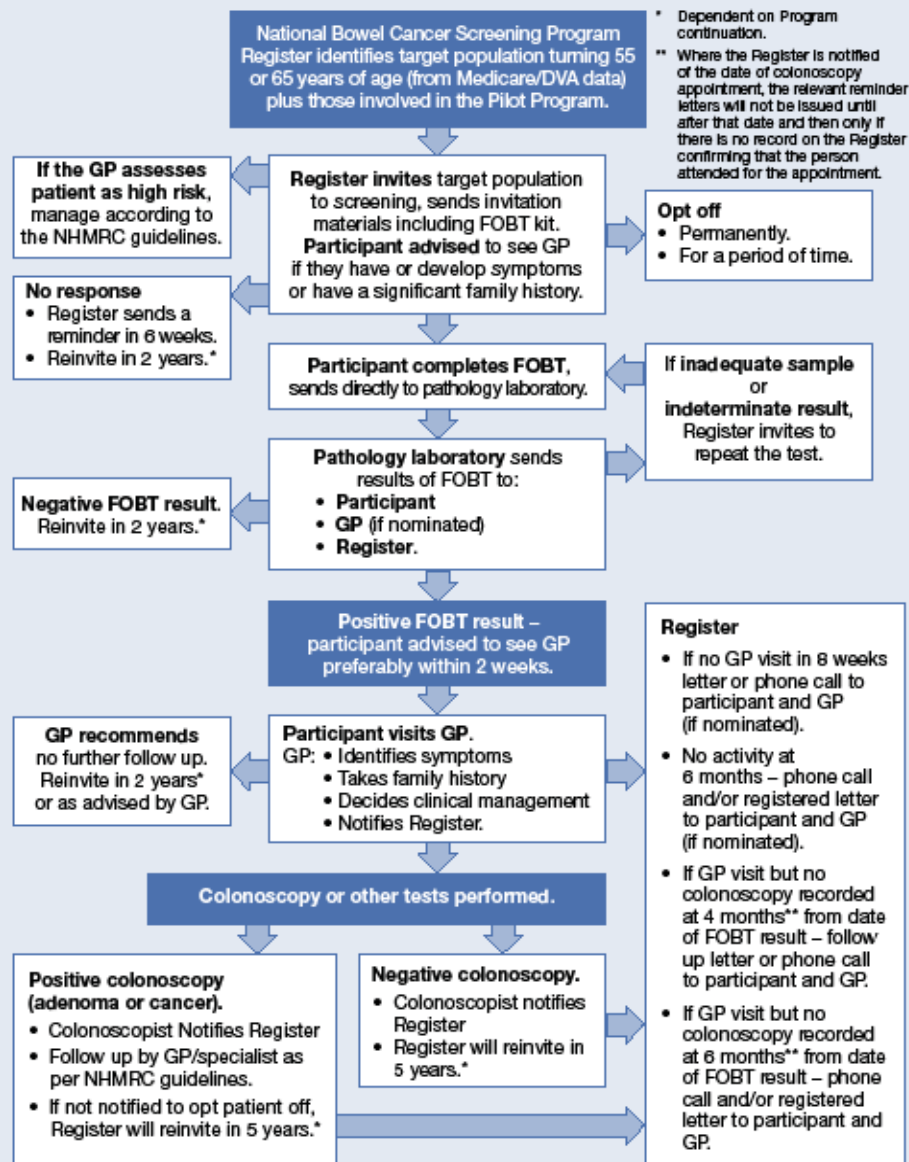 National Bowel Cancer Screening Program
Register identifies target population turning 55
or 65 years of age (from Medicare/DVA data)
plus those involved in the Pilot Program.
* Dependent on Program
continuation.
** Where the Register is notified
of the date of colonoscopy
appointment, the relevant reminder
letters will not be issued until
after that date and then only if
there is no record on the Register
confirming that the person
attended for the appointment.
If the GP assesses
patient as high risk,
manage according to
the NHMRC guidelines.
Register invites target population
to screening, sends invitation
materials including FOBT kit.
Participant advised to see GP
if they have or develop symptoms
or have a significant family history.
Opt off
• Permanently.
• For a period of time.
No response
• Register sends a
reminder in 6 weeks.
• Reinvite in 2 years.*
Participant completes FOBT,
sends directly to pathology laboratory.
If inadequate sample
or
indeterminate result,
Register invites to
repeat the test.
Pathology laboratory sends
results of FOBT to:
• Participant
• GP (if nominated)
• Register.
Negative FOBT result.
Reinvite in 2 years.*
Positive FOBT result –
participant advised to see GP
preferably within 2 weeks.
GP recommends
no further follow up.
Reinvite in 2 years*
or as advised by GP.
Participant visits GP.
GP: • Identifies symptoms
• Takes family history
• Decides clinical management
• Notifies Register.
Register
• If no GP visit in 8 weeks
letter or phone call to
participant and GP
(if nominated).
• No activity at
6 months – phone call
and/or registered letter
to participant and GP
(if nominated).
• If GP visit but no
colonoscopy recorded
at 4 months** from date
of FOBT result – follow
up letter or phone call
to participant and GP.
• If GP visit but no
colonoscopy recorded
at 6 months** from date
of FOBT result – phone
call and/or registered
letter to participant and
GP.
Colonoscopy or other tests performed.
Positive colonoscopy
(adenoma or cancer).
• Colonoscopist Notifies Register
• Follow up by GP/specialist as
per NHMRC guidelines.
• If not notified to opt patient off,
Register will reinvite in 5 years.*
Negative colonoscopy.
• Colonoscopist notifies
Register
• Register will reinvite in
5 years.*